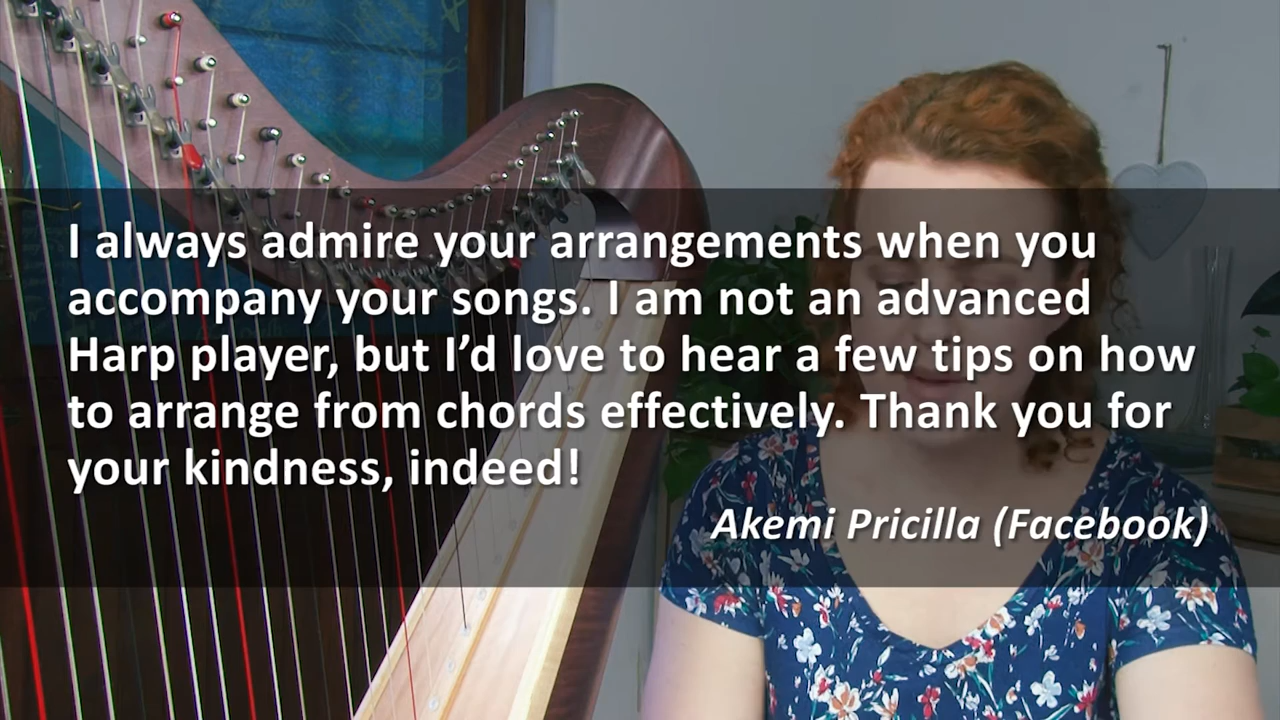 I always admire your arrangements when you
accompany your songs. I am not an advanced
Harp player, but I’d love to hear a few tips on how
to arrange from chords effectively. Thank you for
your kindness, indeed!
Akemi Pricilla (Facebook)